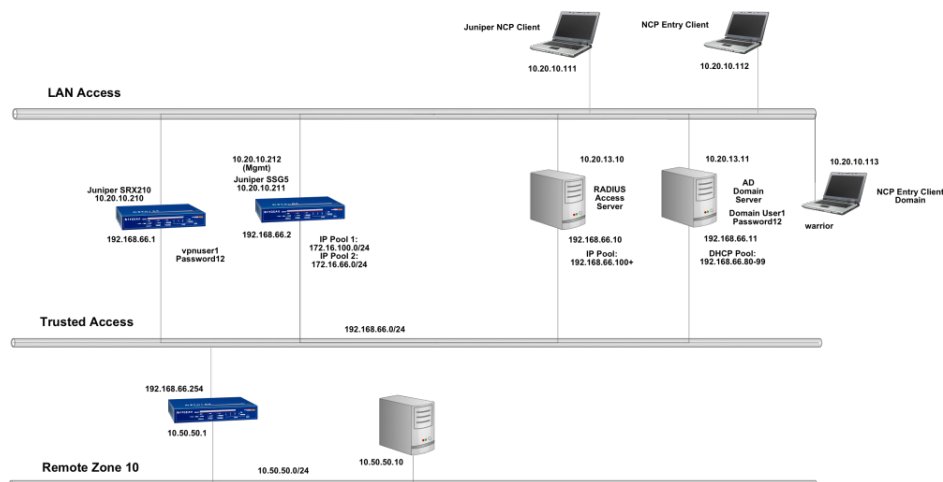 Juniper NCP Client
NCP Entry Client
10.20.10.111
10.20.10.112
LAN Access
10.20.10.212
(Mgmt)
Juniper SSG5
10.20.10.211
Juniper SRX210
10.20.10.210
10.20.13.10
RADIUS
Access
Server
10.20.13.11
AD
Domain
Server
Domain User1
Password12
10.20.10.113
NCP Entry Client
Domain
warrior
192.168.66.1
vpnuser1
Password12
192.168.66.2
IP Pool 1:
172.16.100.0/24
IP Pool 2:
172.16.66.0/24
192.168.66.10
IP Pool:
192.168.66.100+
192.168.66.11
DHCP Pool:
192.168.66.80-99
Trusted Access
192.168.66.0/24
192.168.66.254
10.50.50.1
10.50.50.10
Remote Zone 10
10.50.50.0/24